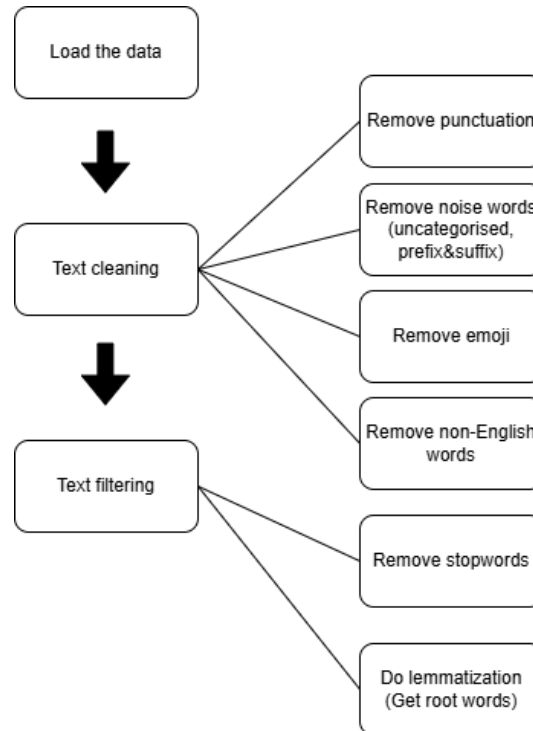 Load the data
Remove punctuation
Remove noise words
(uncategorised,
prefix&suffix)
Text cleaning
Remove emoji
Remove non-English
words
Text filtering
Remove stopwords
Do lemmatization
(Get root words)